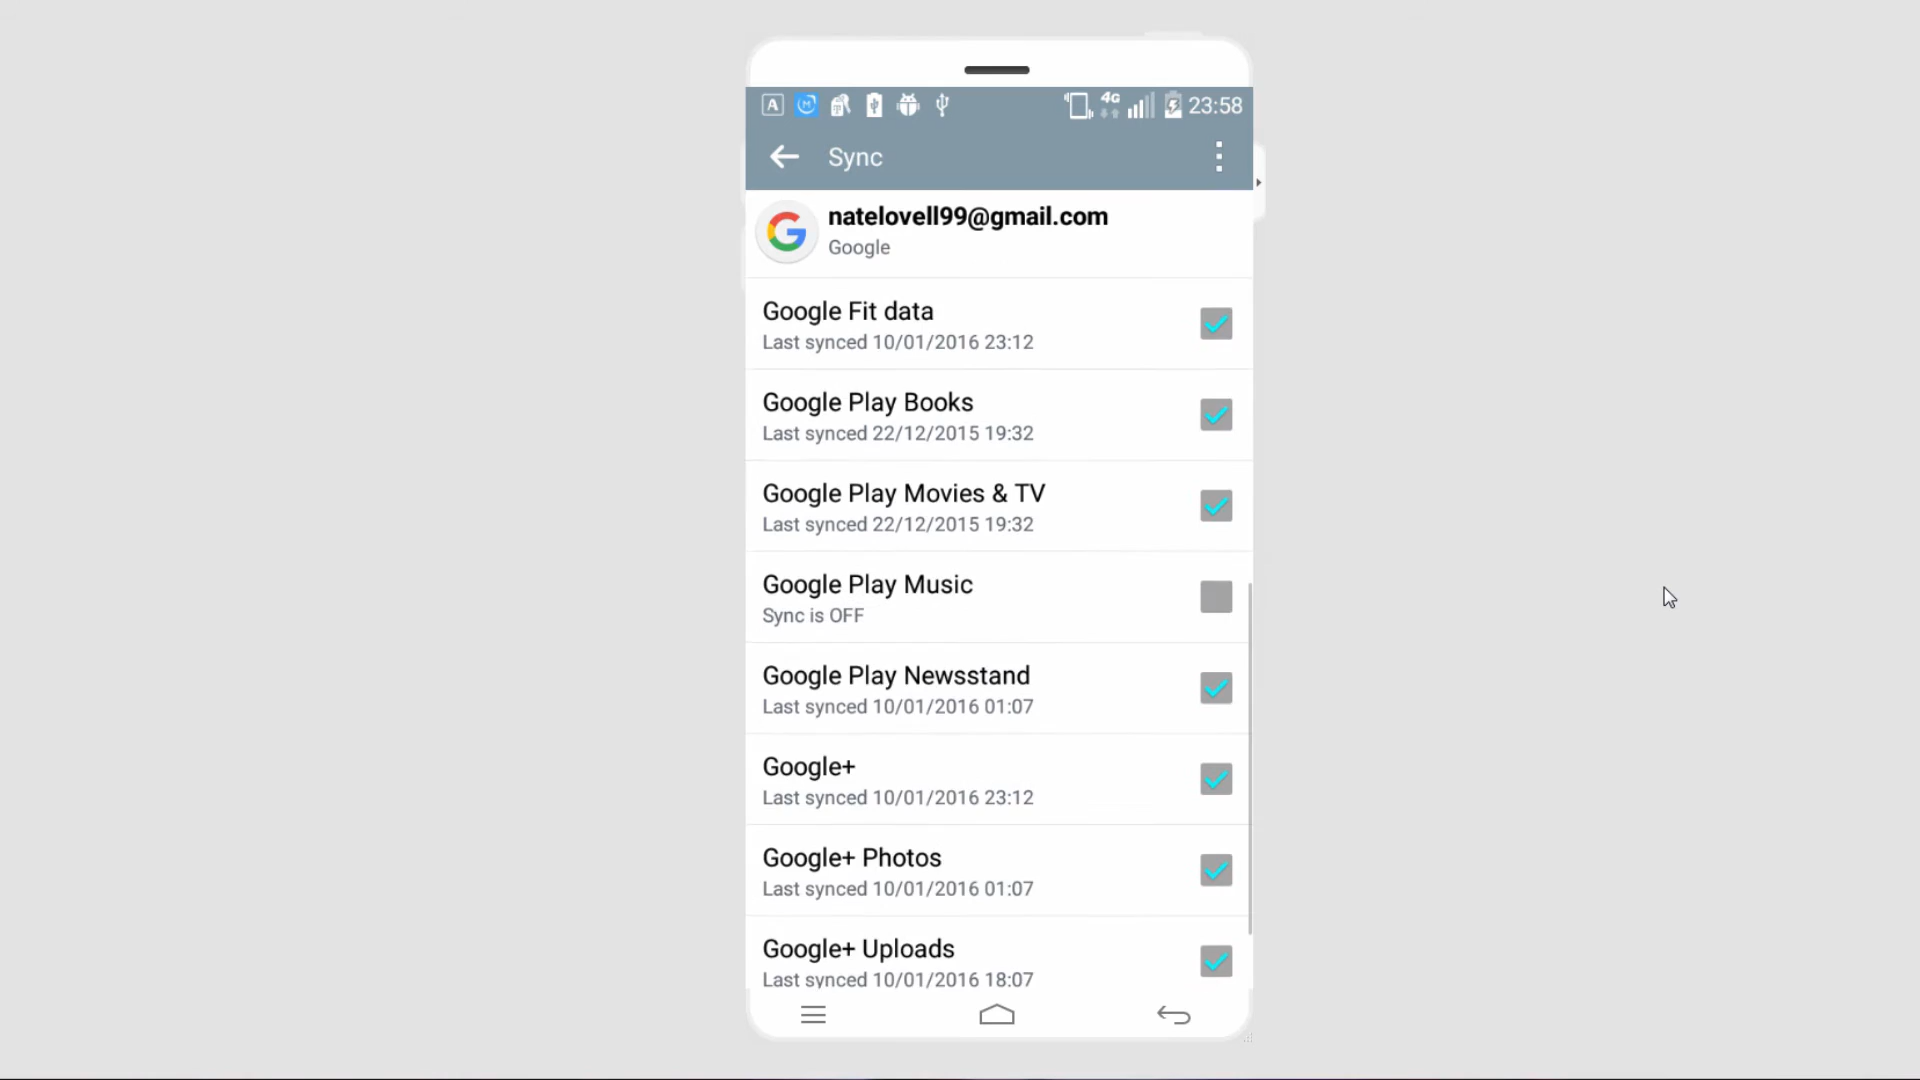 A 4G 23:58
Sync
natelovell99@gmail.com
Google
Google Fit data
Last synced 10/01/2016 23:12
Google Play Books
Last synced 22/12/2015 19:32
Google Play Movies & TV
Last synced 22/12/2015 19:32
Google Play Music
Sync is OFF
Google Play Newsstand
Last synced 10/01/2016 01:07
Google+
Last synced 10/01/2016 23:12
Google+ Photos
Last synced 10/01/2016 01:07
Google+ Uploads
Last synced 10/01/2016 18:07